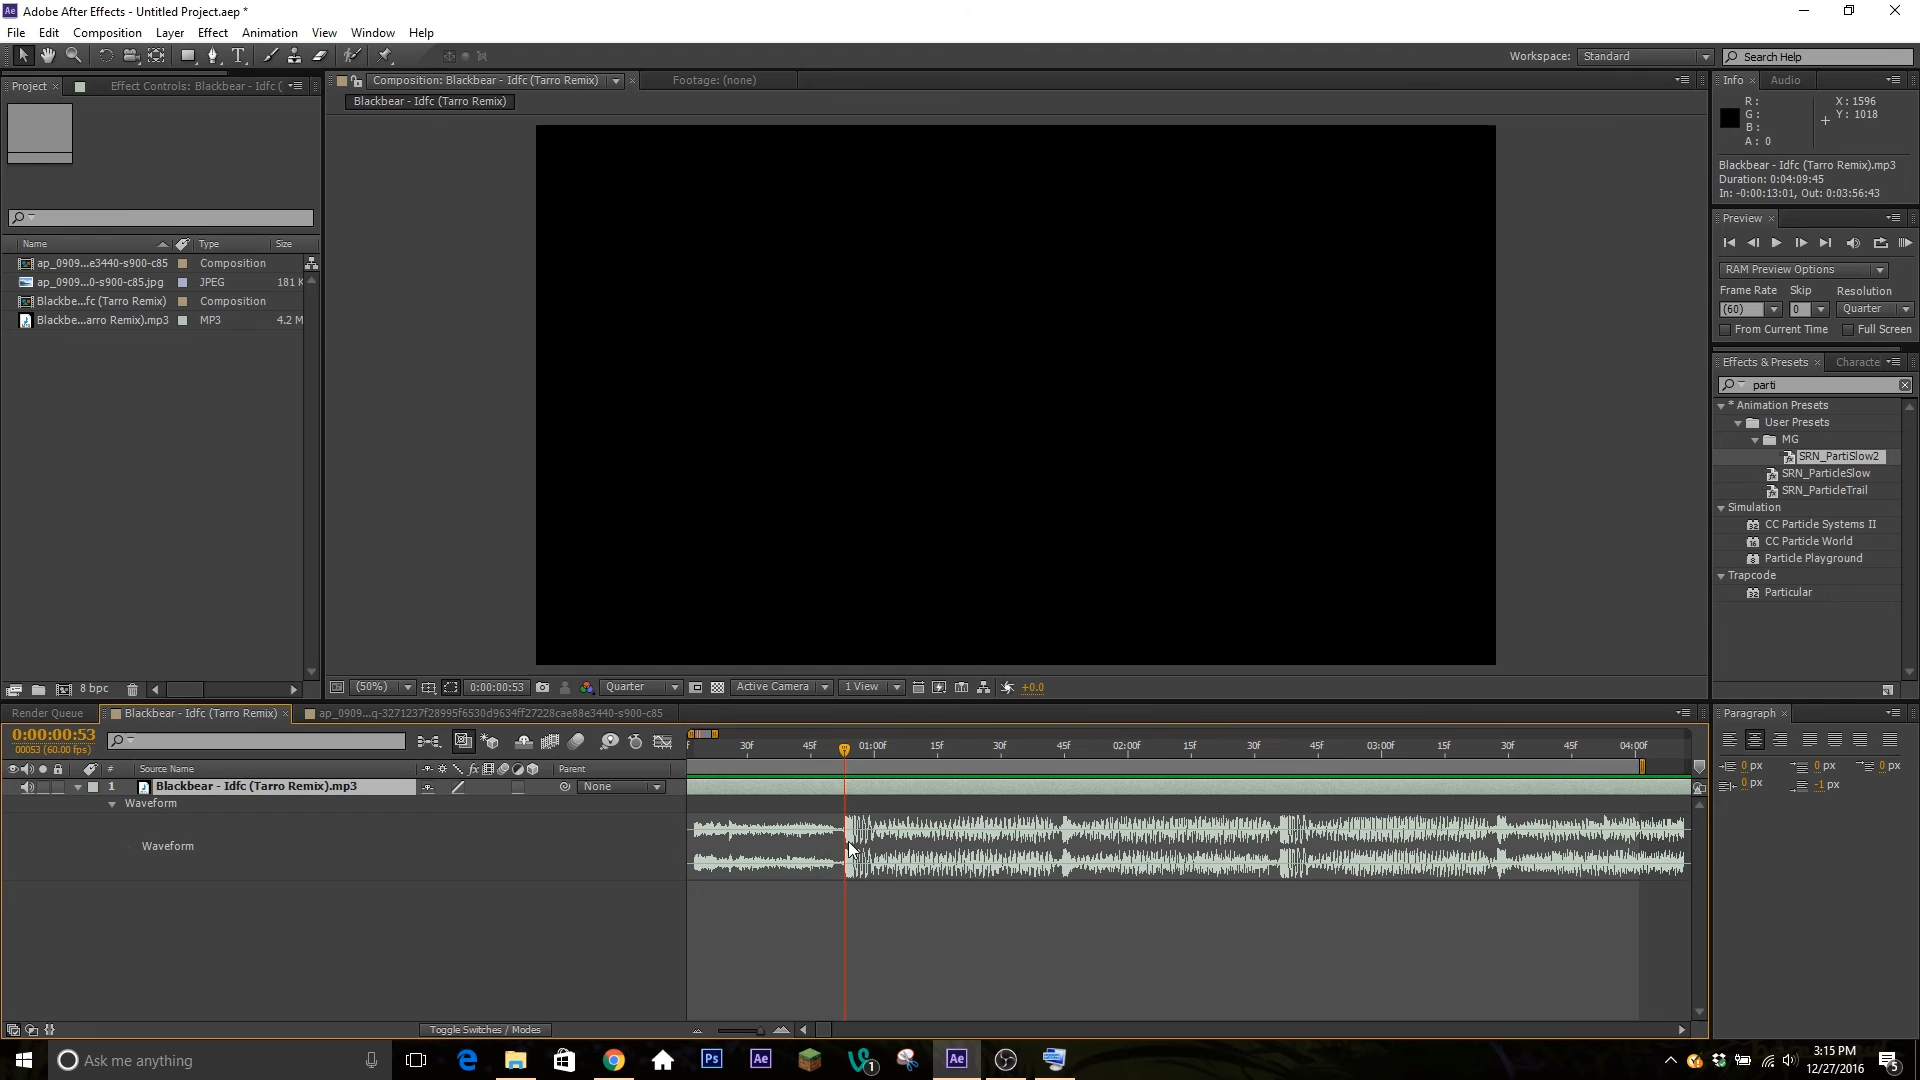 Adobe After Effects - Untitled Project.aep *
File Edit Composition Layer Effect Animation View Window Help
Workspace: Standard Search Help
Project × Effect Controls: Blackbear - Idfc (
Composition: Blackbear - Idfc (Tarro Remix) × Footage: (none)
Blackbear - Idfc (Tarro Remix)
Info × Audio
R: X: 1596
G: Y: 1018
B:
A: 0
Blackbear - Idfc (Tarro Remix).mp3
Duration: 0:04:09:45
In: -0:00:13:01, Out: 0:03:56:43
Preview ×
RAM Preview Options
Frame Rate Skip Resolution
(60) 0 Quarter
From Current Time Full Screen
Name Type Size
ap_0909...e3440-s900-c85 Composition
ap_0909...0-s900-c85.jpg JPEG 181 K
Blackbe...fc (Tarro Remix) Composition
Blackbe...arro Remix).mp3 MP3 4.2 M
Effects & Presets × Characte
parti
* Animation Presets
User Presets
MG
SRN_PartiSlow2
SRN_ParticleSlow
SRN_ParticleTrail
Simulation
CC Particle Systems II
CC Particle World
Particle Playground
Trapcode
Particular
8 bpc
(50%) 0:00:00:53 Quarter Active Camera 1 View +0.0
Render Queue Blackbear - Idfc (Tarro Remix) × ap_0909...q-3271237f28995f6530d9634ff27228cae88e3440-s900-c85
0:00:00:53
00053 (60.00 fps)
30f 45f 01:00f 15f 30f 45f 02:00f 15f 30f 45f 03:00f 15f 30f 45f 04:00f
# Source Name Parent
1 Blackbear - Idfc (Tarro Remix).mp3 None
Waveform
Waveform
Toggle Switches / Modes
Paragraph ×
0 px 0 px 0 px
0 px -1 px
Ask me anything
Ps Ae Ae
1
3:15 PM
12/27/2016
5